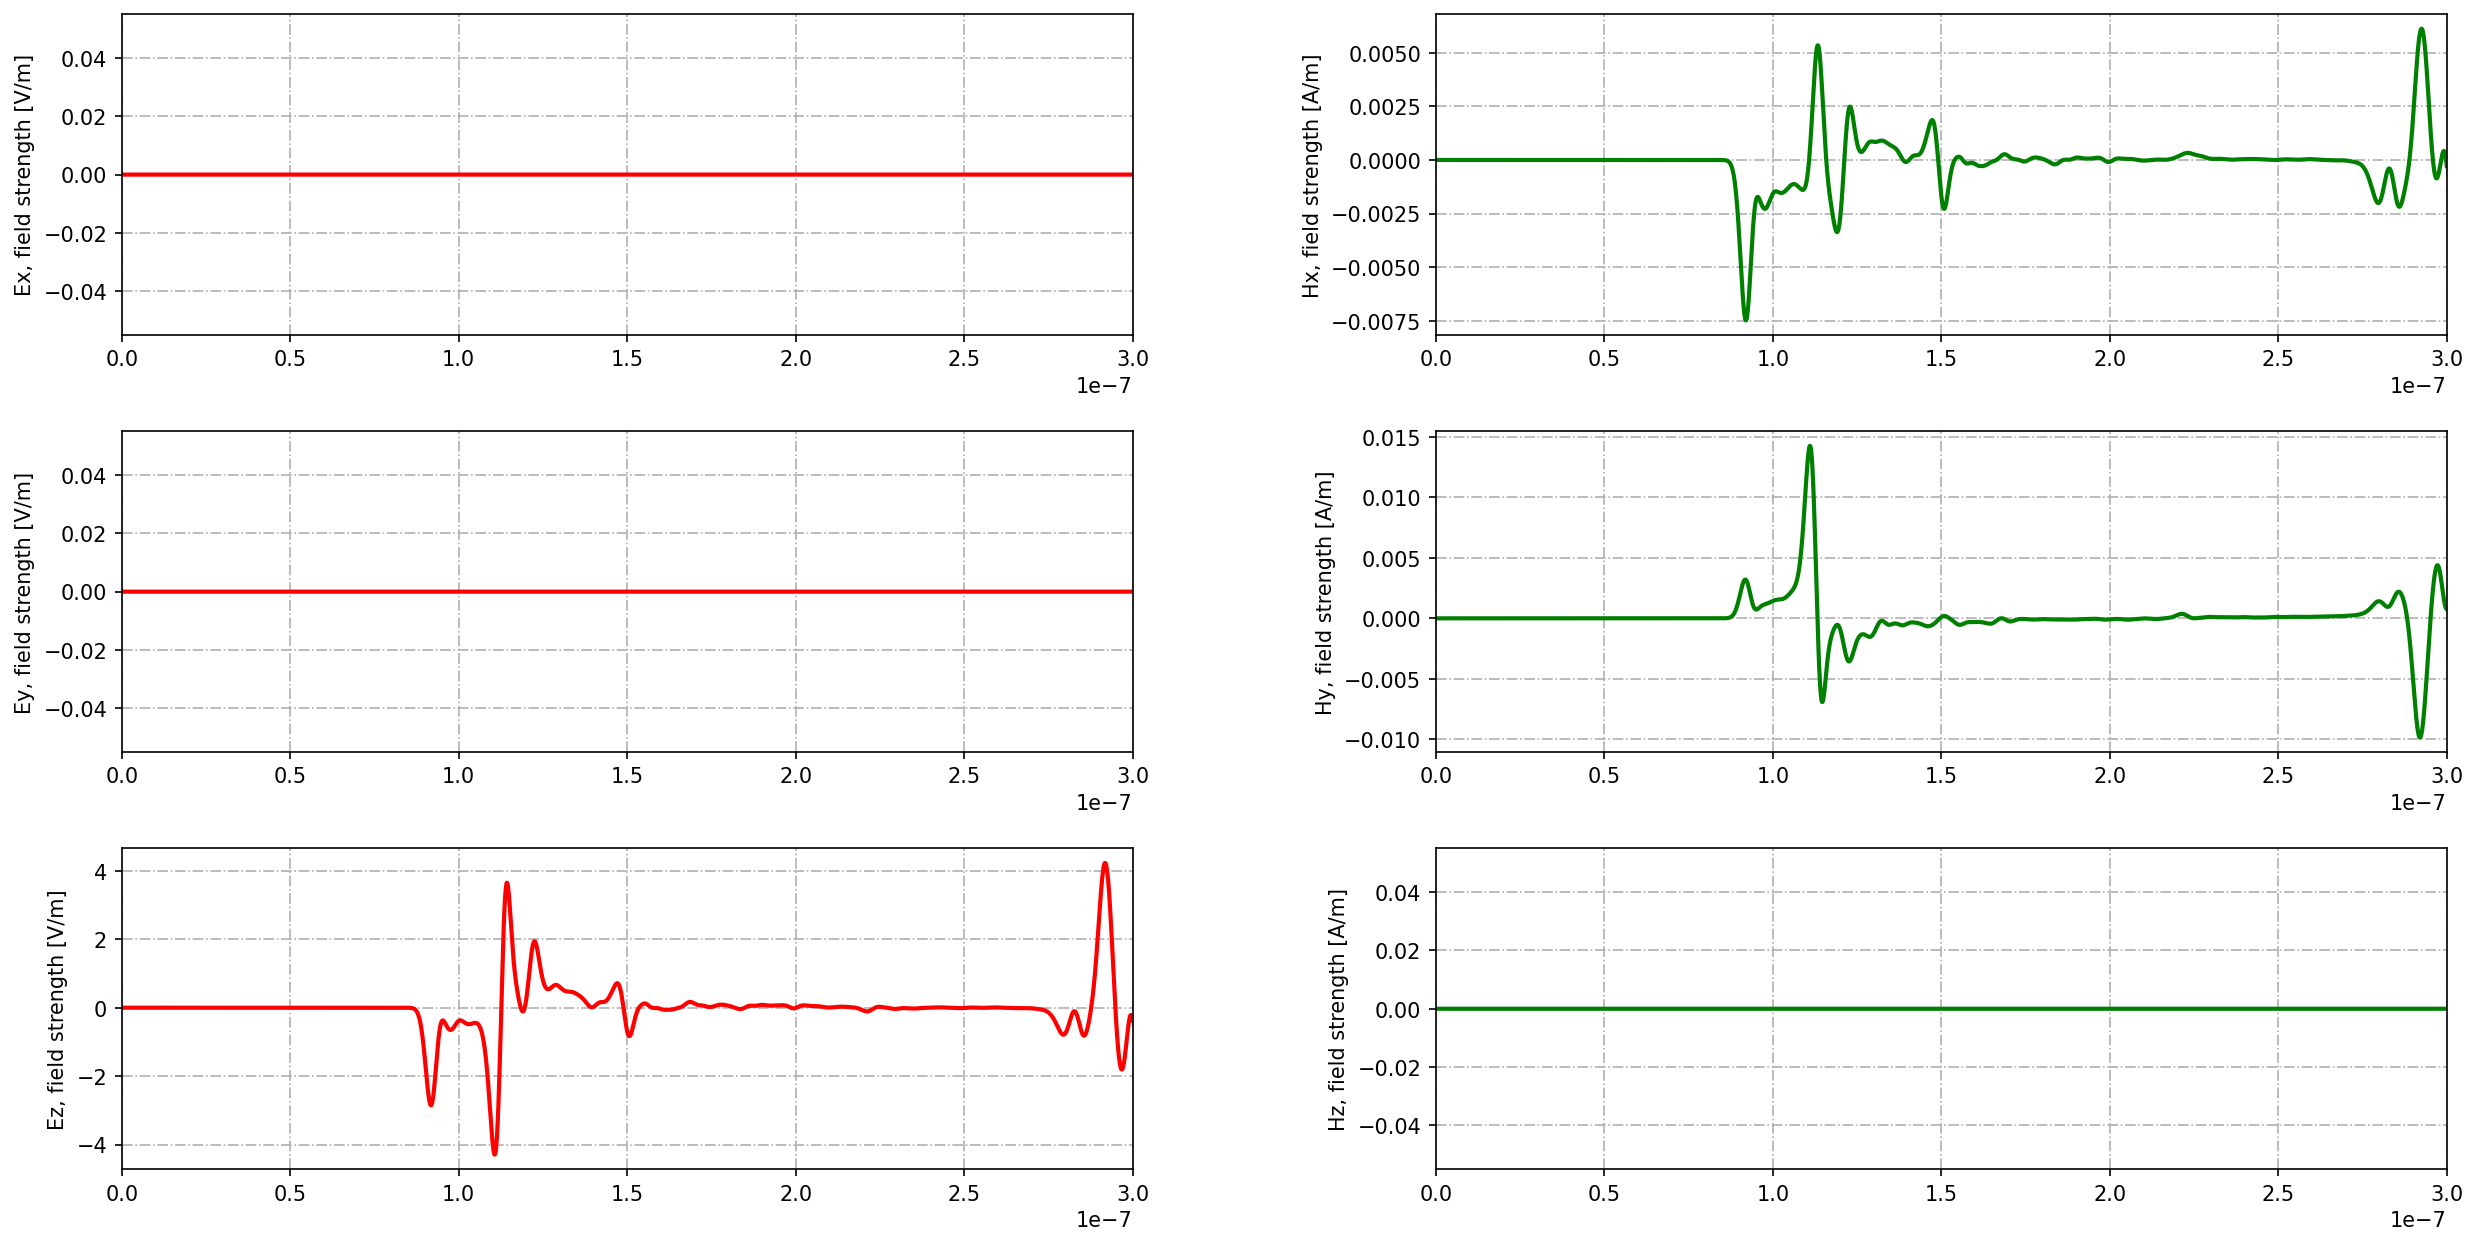 Ex, field strength [V/m]
0.04
0.02
0.00
−0.02
−0.04
0.0 0.5 1.0 1.5 2.0 2.5 3.0
1e−7
Hx, field strength [A/m]
0.0050
0.0025
0.0000
−0.0025
−0.0050
−0.0075
0.0 0.5 1.0 1.5 2.0 2.5 3.0
1e−7
Ey, field strength [V/m]
0.04
0.02
0.00
−0.02
−0.04
0.0 0.5 1.0 1.5 2.0 2.5 3.0
1e−7
Hy, field strength [A/m]
0.015
0.010
0.005
0.000
−0.005
−0.010
0.0 0.5 1.0 1.5 2.0 2.5 3.0
1e−7
Ez, field strength [V/m]
4
2
0
−2
−4
0.0 0.5 1.0 1.5 2.0 2.5 3.0
1e−7
Hz, field strength [A/m]
0.04
0.02
0.00
−0.02
−0.04
0.0 0.5 1.0 1.5 2.0 2.5 3.0
1e−7